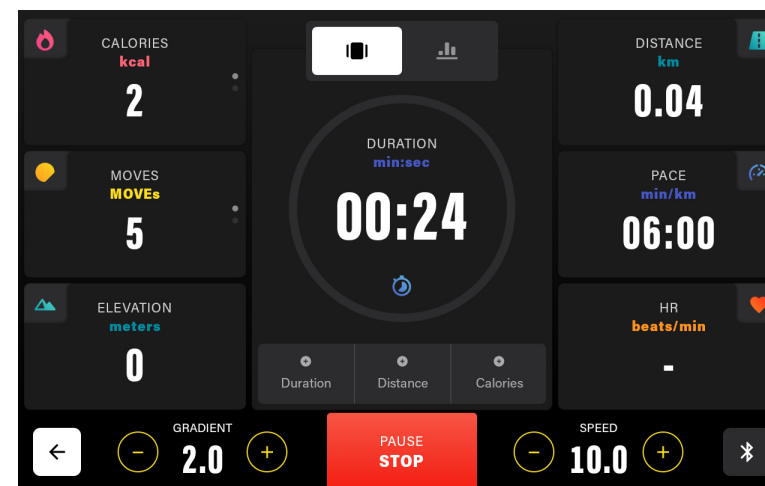 CALORIES
kcal
2
MOVES
MOVEs
5
ELEVATION
meters
0
DURATION
min:sec
00:24
Duration
Distance
Calories
DISTANCE
km
0.04
PACE
min/km
06:00
HR
beats/min
-
GRADIENT
2.0
PAUSE
STOP
SPEED
10.0